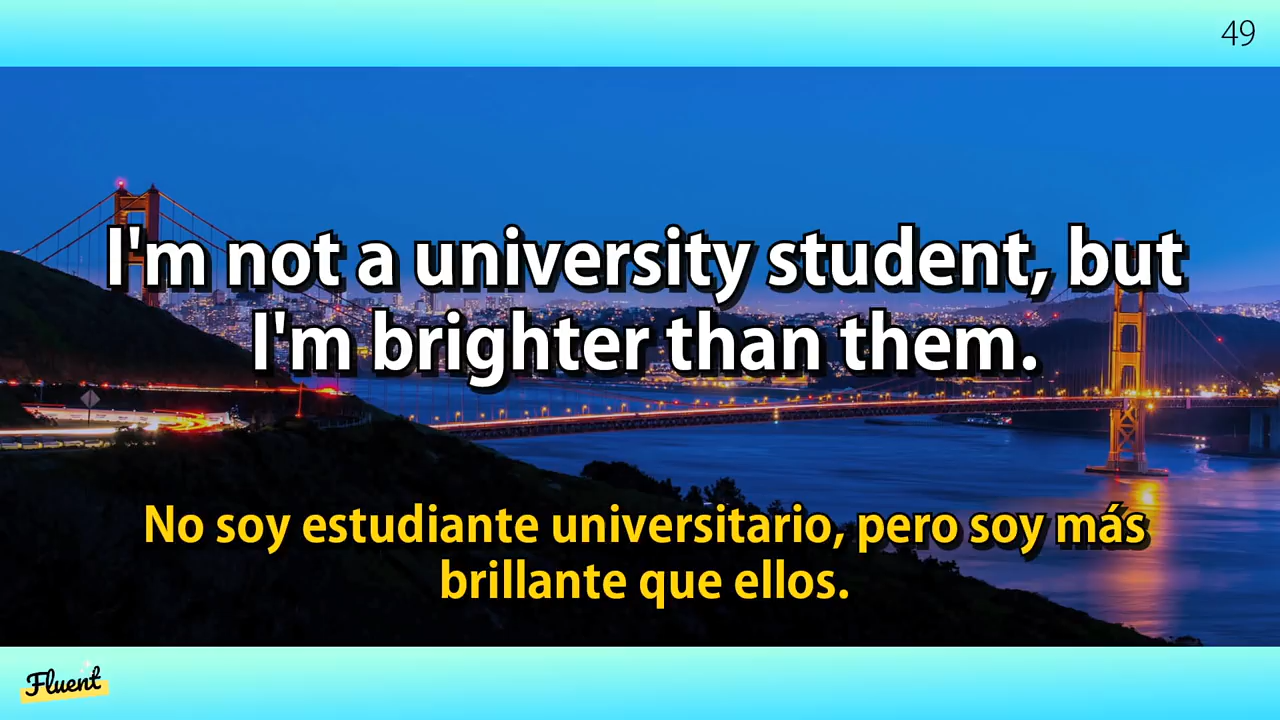 49
I'm not a university student, but
I'm brighter than them.
No soy estudiante universitario, pero soy más
brillante que ellos.
Fluent